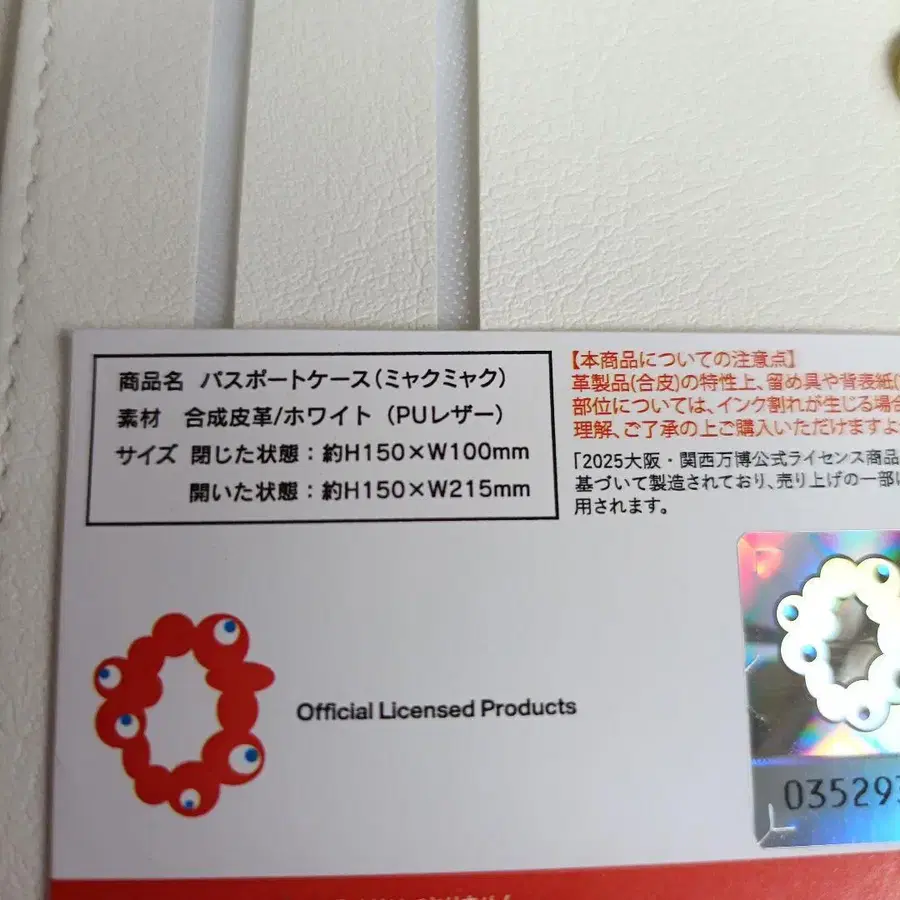 商品名 パスポートケース(ミャクミャク)
素材 合成皮革/ホワイト (PUレザー)
サイズ 閉じた状態:約H150×W100mm
開いた状態:約H150×W215mm
【本商品についての注意点】
革製品(合皮)の特性上、留め具や背表紙(
部位については、インク割れが生じる場合
理解、ご了承の上ご購入いただけますよ
「2025大阪・関西万博公式ライセンス商品
基づいて製造されており、売り上げの一部
用されます。
Official Licensed Products
03529